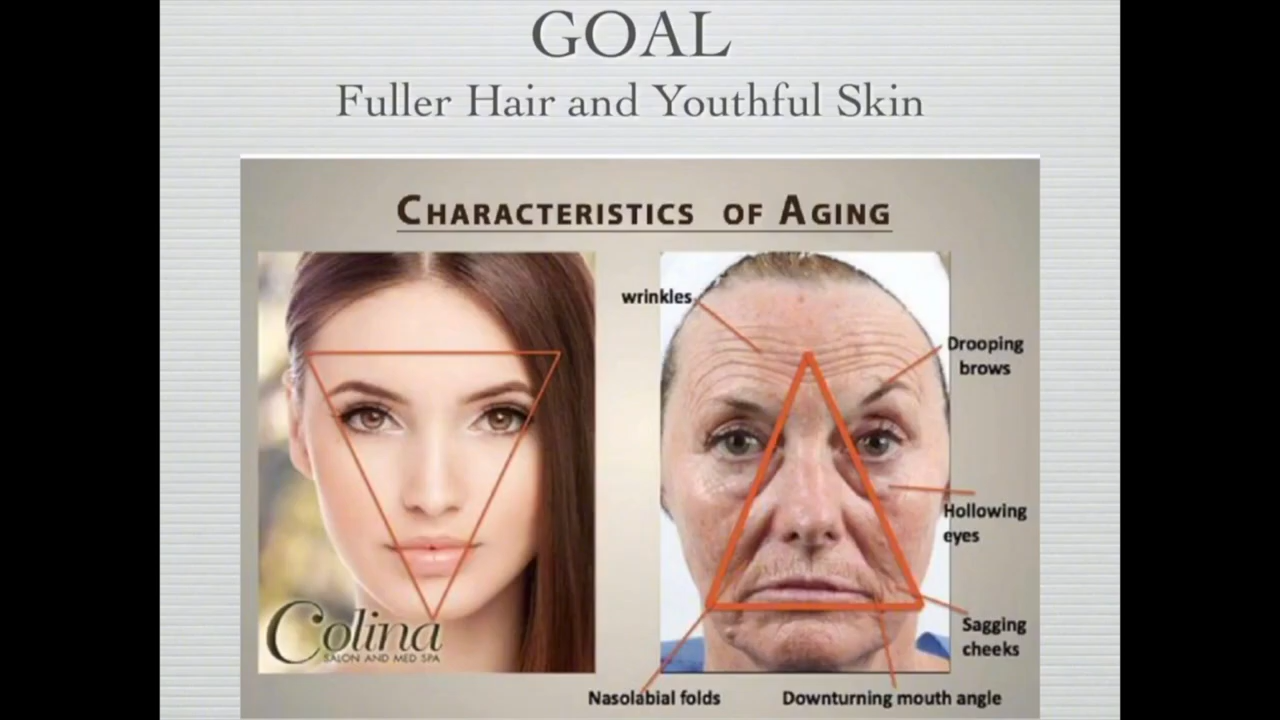 GOAL
Fuller Hair and Youthful Skin
CHARACTERISTICS OF AGING
wrinkles
Drooping
brows
Hollowing
eyes
Sagging
cheeks
Colina
SALON AND MED SPA
Nasolabial folds
Downturning mouth angle